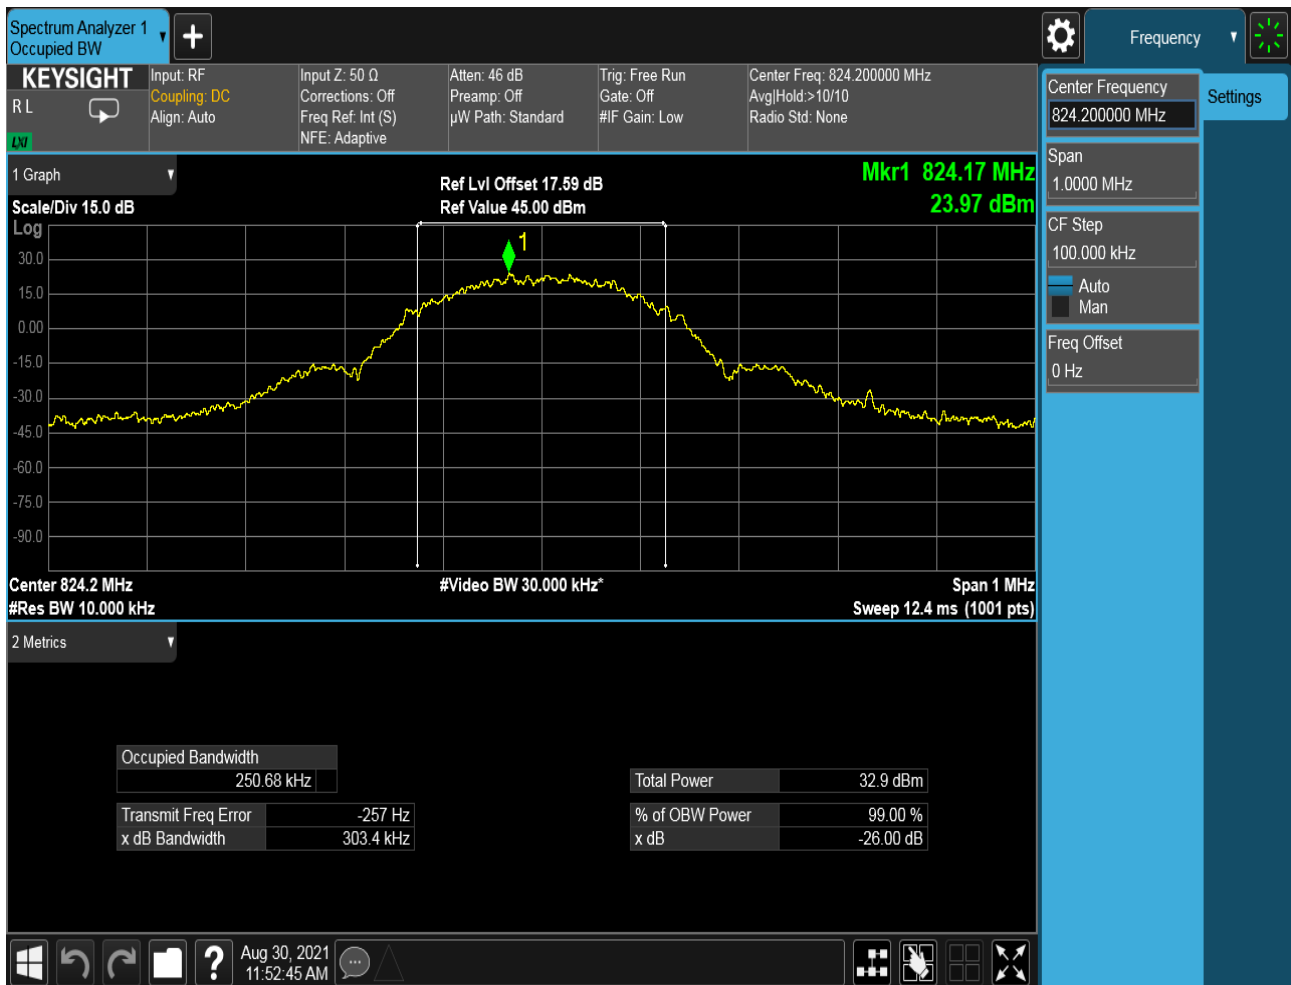 Spectrum Analyzer 1
Occupied BW
Frequency
KEYSIGHT
R L
LXI
Input: RF
Coupling: DC
Align: Auto
Input Z: 50 Ω
Corrections: Off
Freq Ref: Int (S)
NFE: Adaptive
Atten: 46 dB
Preamp: Off
µW Path: Standard
Trig: Free Run
Gate: Off
#IF Gain: Low
Center Freq: 824.200000 MHz
Avg|Hold:>10/10
Radio Std: None
Center Frequency
824.200000 MHz
Settings
Span
1.0000 MHz
CF Step
100.000 kHz
Auto
Man
Freq Offset
0 Hz
1 Graph
Scale/Div 15.0 dB
Ref Lvl Offset 17.59 dB
Ref Value 45.00 dBm
Mkr1 824.17 MHz
23.97 dBm
Log
1
30.0
15.0
0.00
-15.0
-30.0
-45.0
-60.0
-75.0
-90.0
Center 824.2 MHz
#Video BW 30.000 kHz*
Span 1 MHz
#Res BW 10.000 kHz
Sweep 12.4 ms (1001 pts)
2 Metrics
Occupied Bandwidth
250.68 kHz
Total Power 32.9 dBm
Transmit Freq Error -257 Hz
% of OBW Power 99.00 %
x dB Bandwidth 303.4 kHz
x dB -26.00 dB
?
Aug 30, 2021
11:52:45 AM